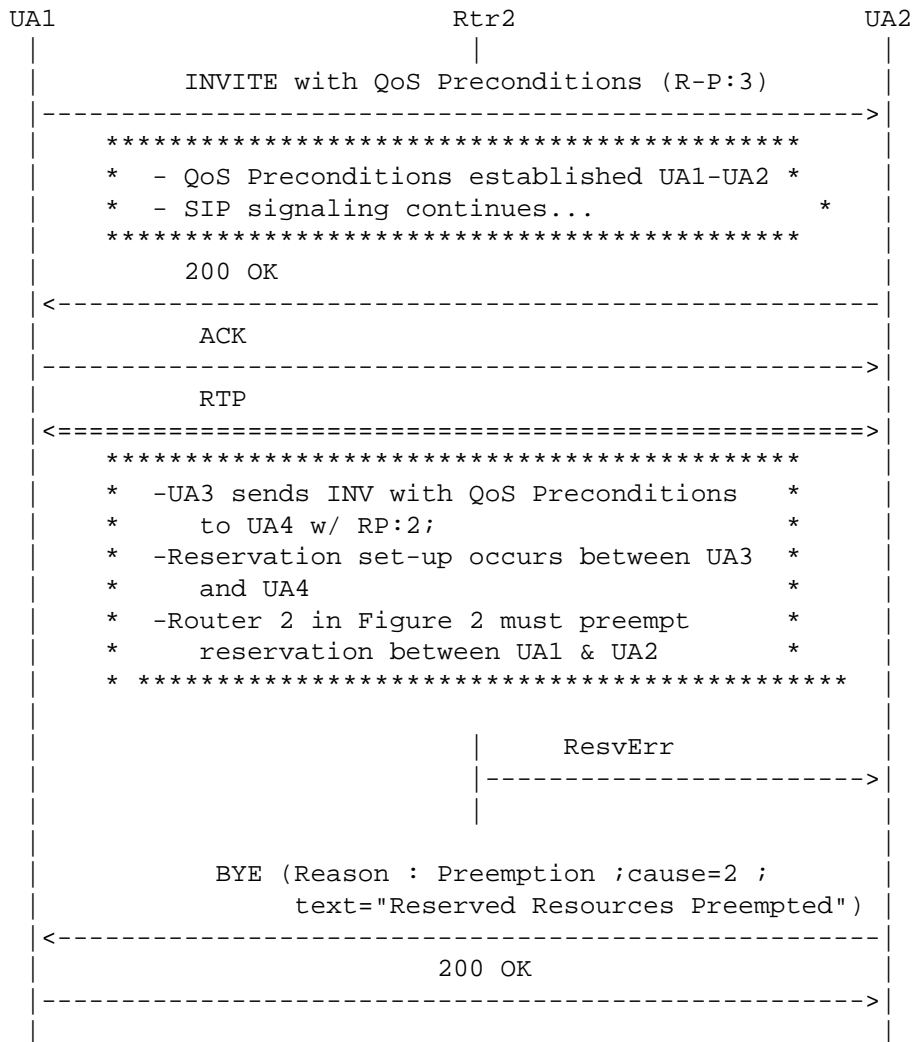 UA1 Rtr2 UA2
INVITE with QoS Preconditions (R-P:3)
- QoS Preconditions established UA1-UA2
- SIP signaling continues...
200 OK
ACK
RTP
-UA3 sends INV with QoS Preconditions
to UA4 w/ RP:2;
-Reservation set-up occurs between UA3
and UA4
-Router 2 in Figure 2 must preempt
reservation between UA1 & UA2
ResvErr
BYE (Reason : Preemption ;cause=2 ;
text="Reserved Resources Preempted")
200 OK